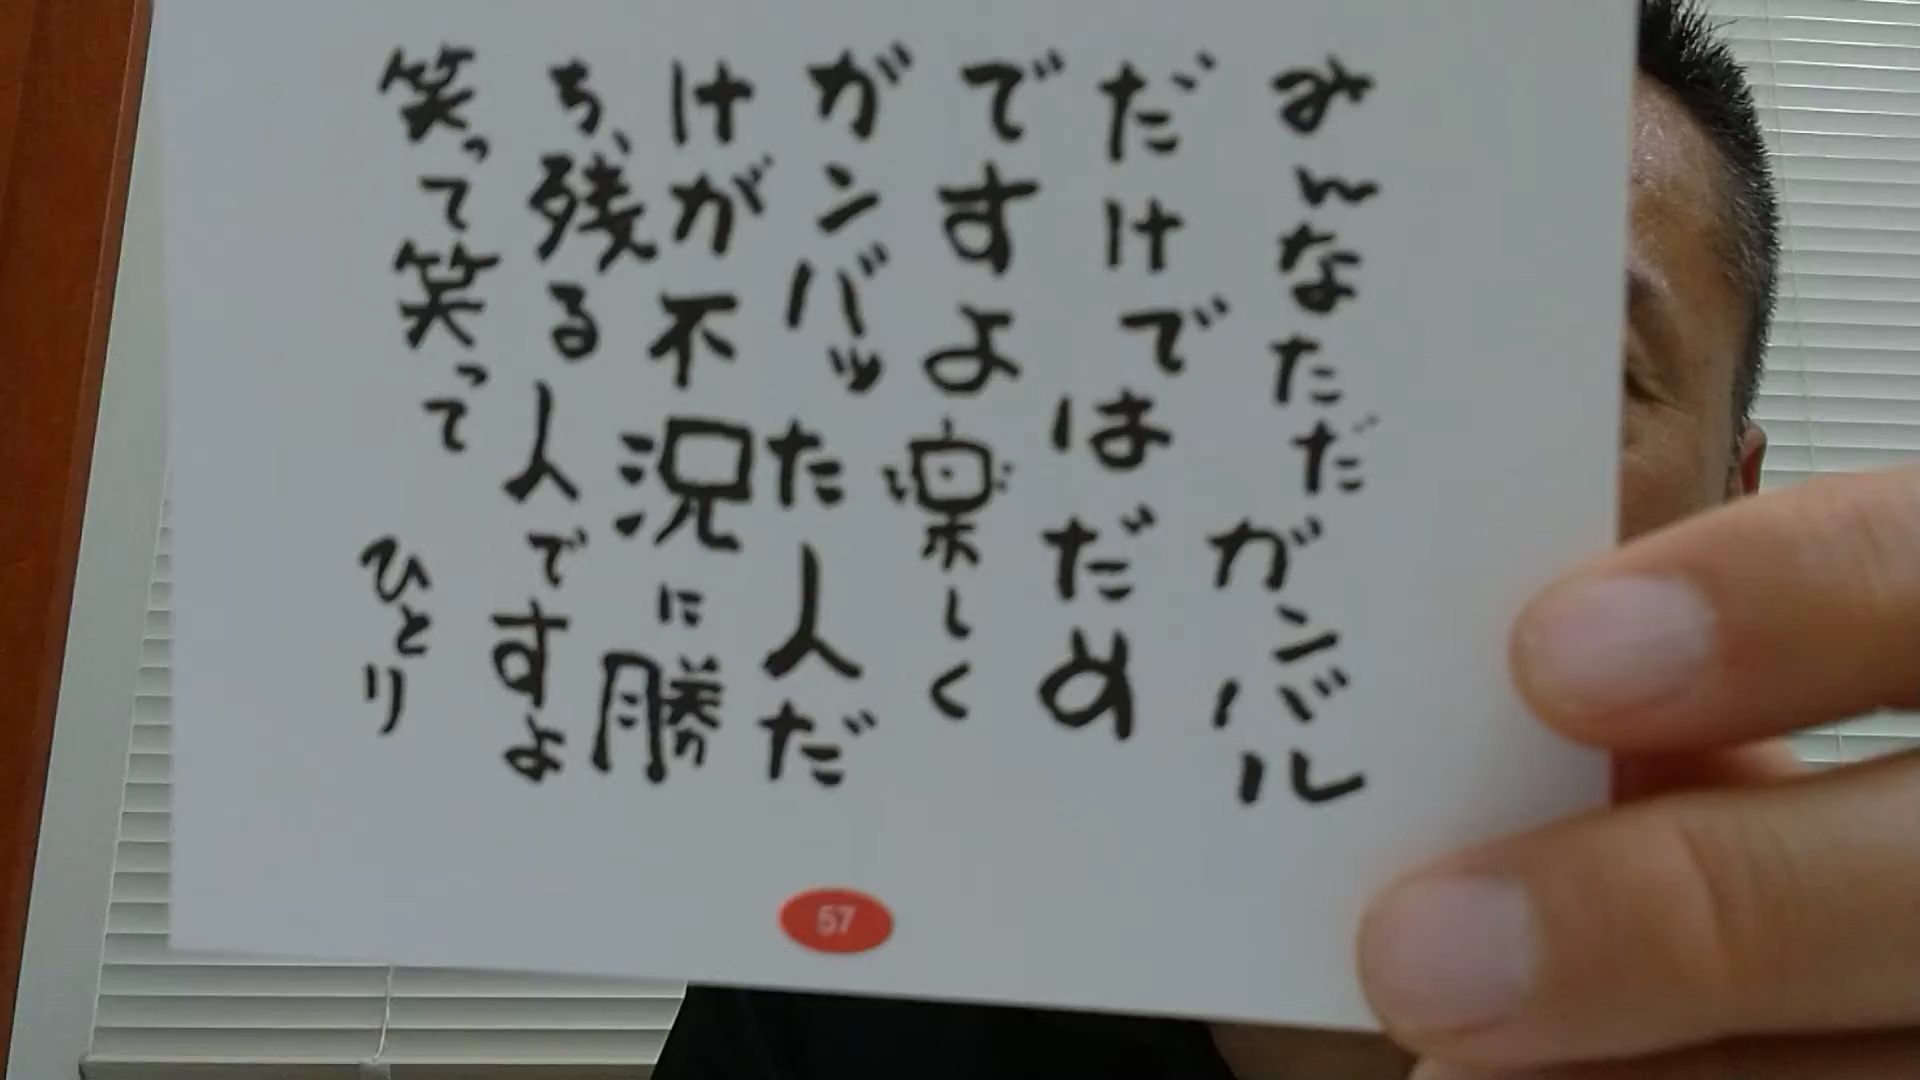 みんなただガンバル
だけではだめ
ですよ楽しく
ガンバッた人だ
けが不況に勝
ち、残る人ですよ
笑って笑って
ひとり
57